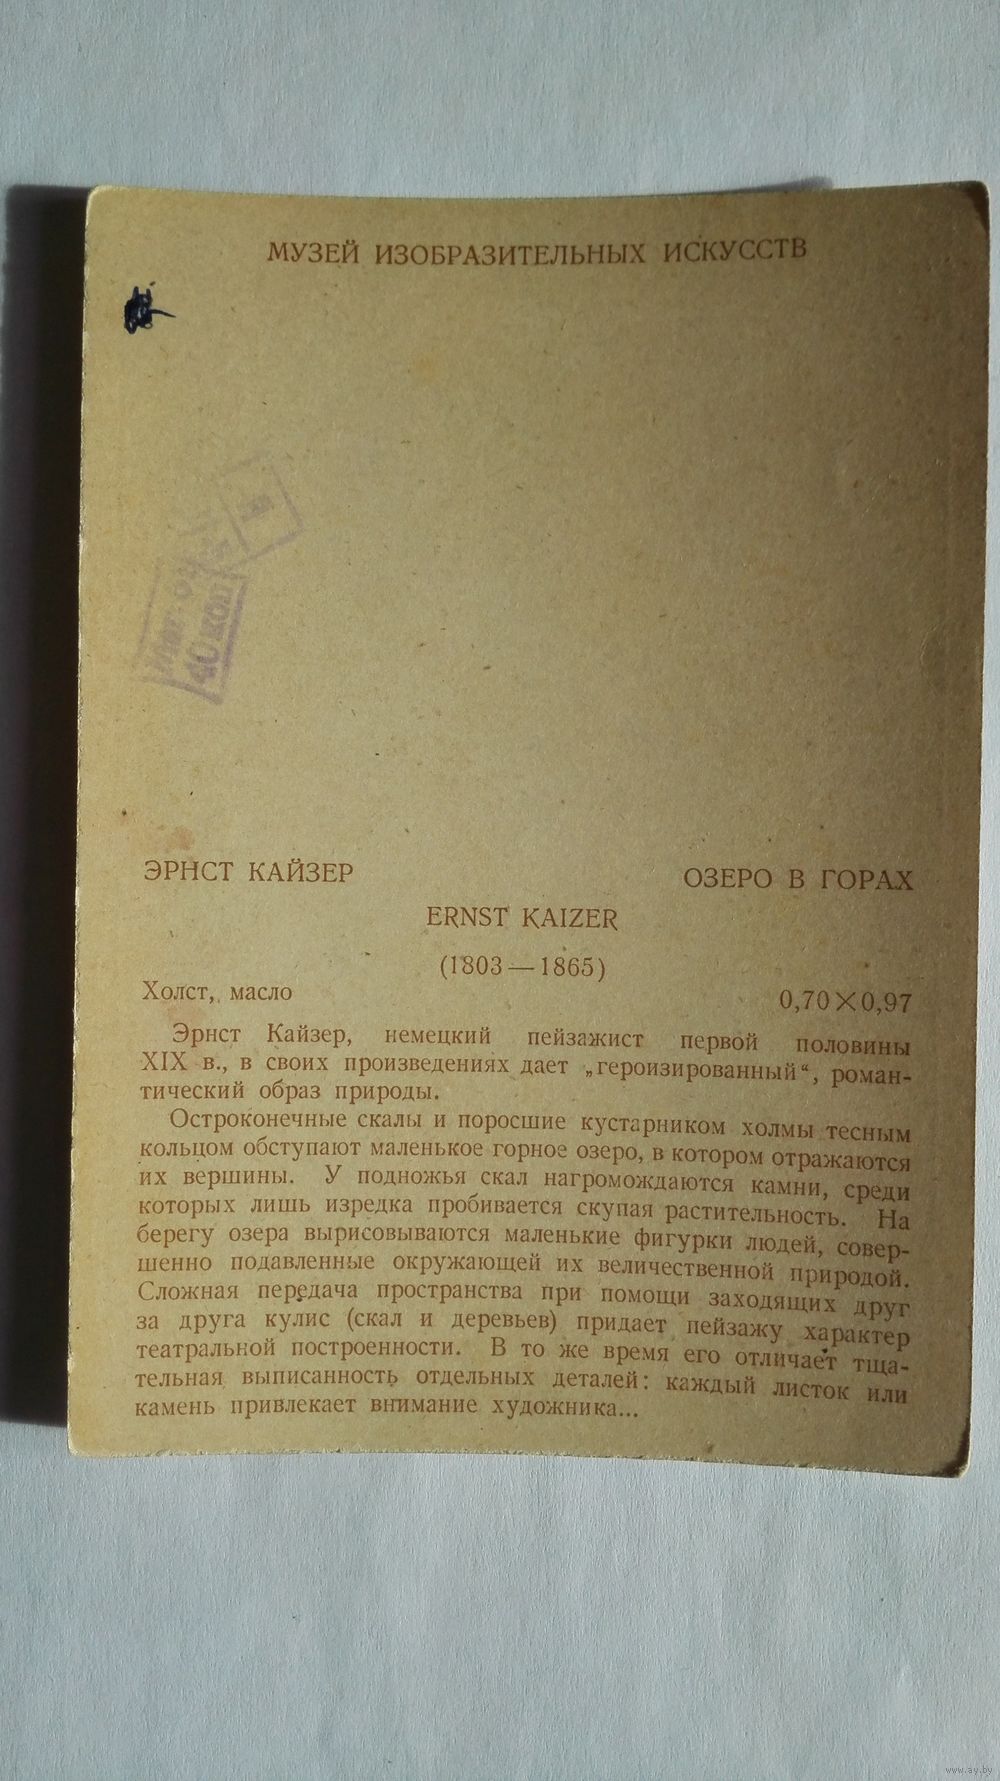 МУЗЕЙ ИЗОБРАЗИТЕЛЬНЫХ ИСКУССТВ
40 КОП
ЭРНСТ КАЙЗЕР
ОЗЕРО В ГОРАХ
ERNST KAIZER
(1803—1865)
Холст, масло
0,70×0,97
Эрнст Кайзер, немецкий пейзажист первой половины
XIX в., в своих произведениях дает „героизированный“, роман-
тический образ природы.
Остроконечные скалы и поросшие кустарником холмы тесным
кольцом обступают маленькое горное озеро, в котором отражаются
их вершины. У подножья скал нагромождаются камни, среди
которых лишь изредка пробивается скупая растительность. На
берегу озера вырисовываются маленькие фигурки людей, совер-
шенно подавленные окружающей их величественной природой.
Сложная передача пространства при помощи заходящих друг
за друга кулис (скал и деревьев) придает пейзажу характер
театральной построенности. В то же время его отличает тща-
тельная выписанность отдельных деталей: каждый листок или
камень привлекает внимание художника...
www.ay.by